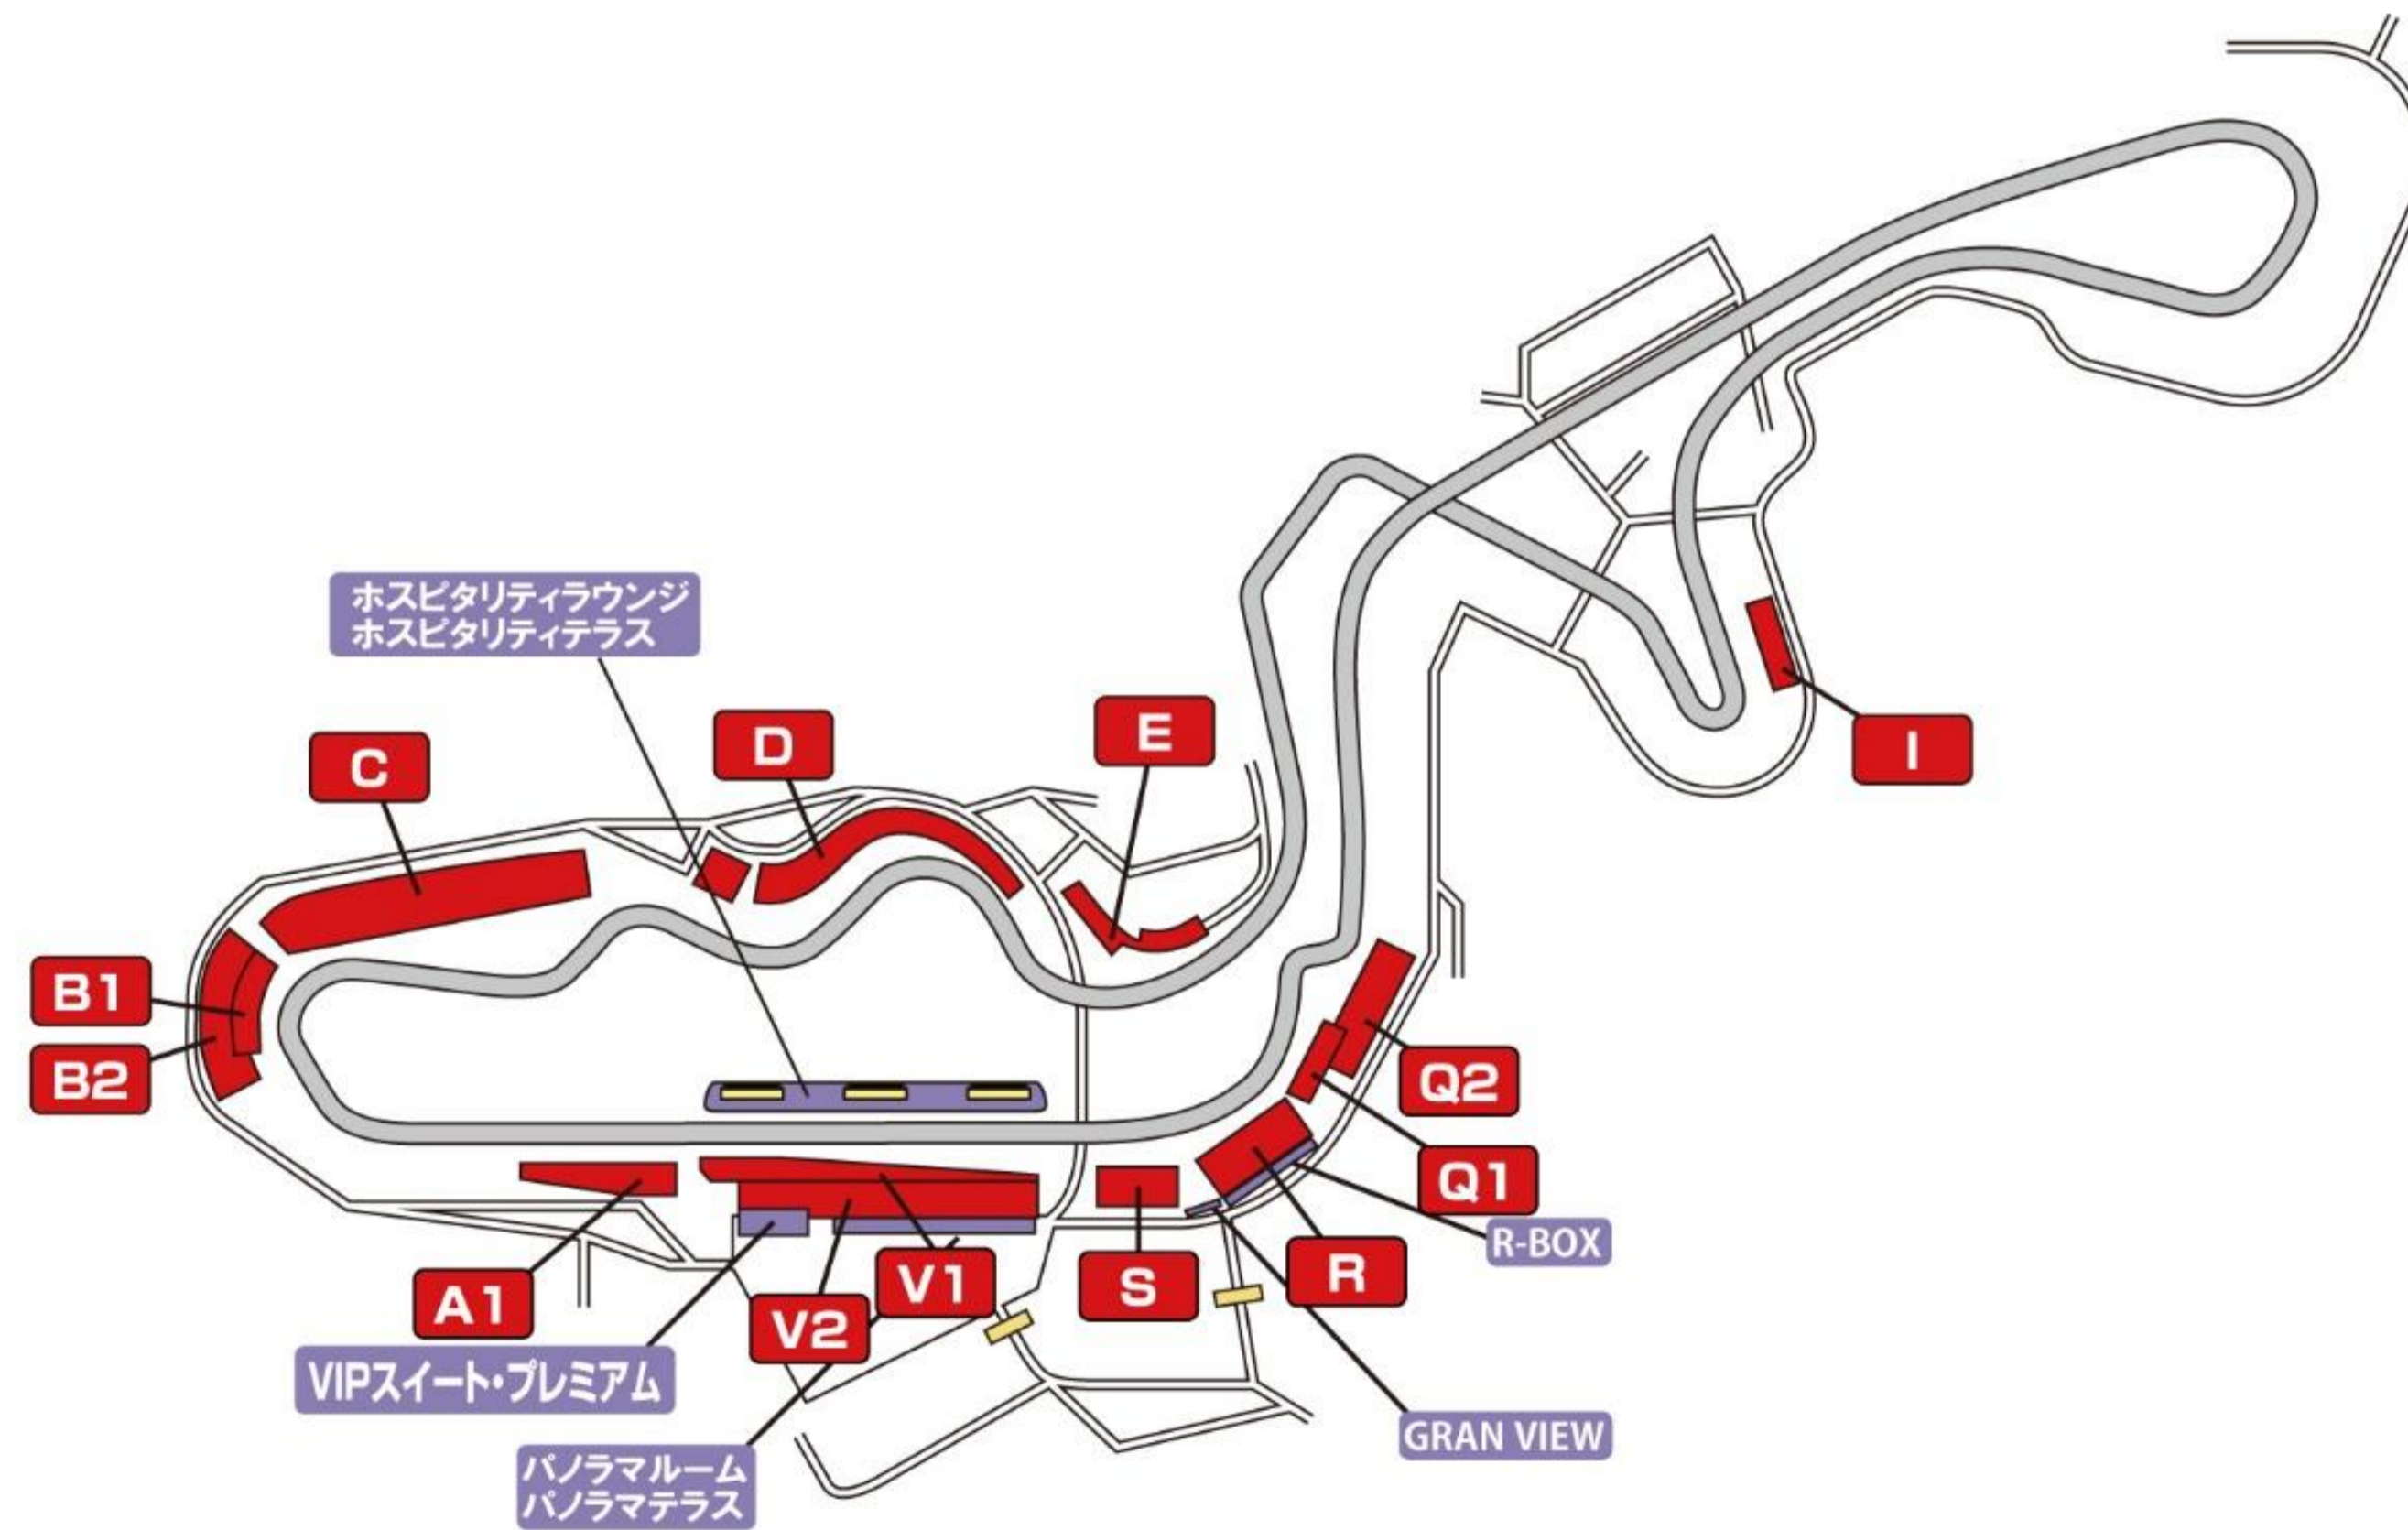 ホスピタリティラウンジ
ホスピタリティテラス
C
D
E
I
B1
B2
Q2
Q1
R-BOX
A1
V2
V1
S
R
VIPスイート・プレミアム
GRAN VIEW
パノラマルーム
パノラマテラス